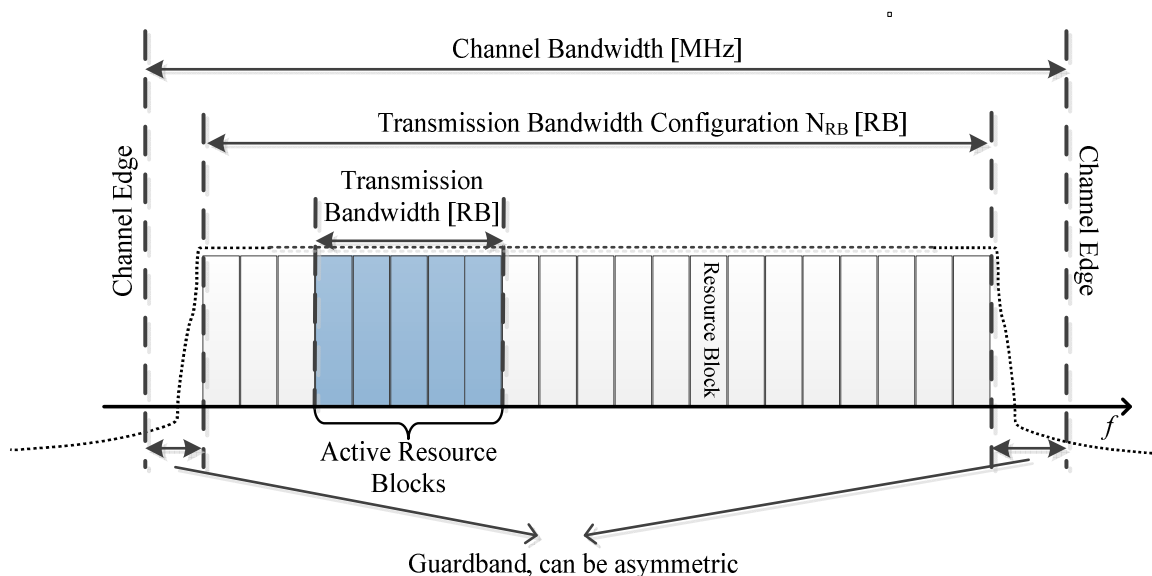 Channel Bandwidth [MHz]
Transmission Bandwidth Configuration NRB [RB]
Channel Edge
Transmission
Bandwidth [RB]
Channel Edge
Resource Block
f
Active Resource
Blocks
Guardband, can be asymmetric